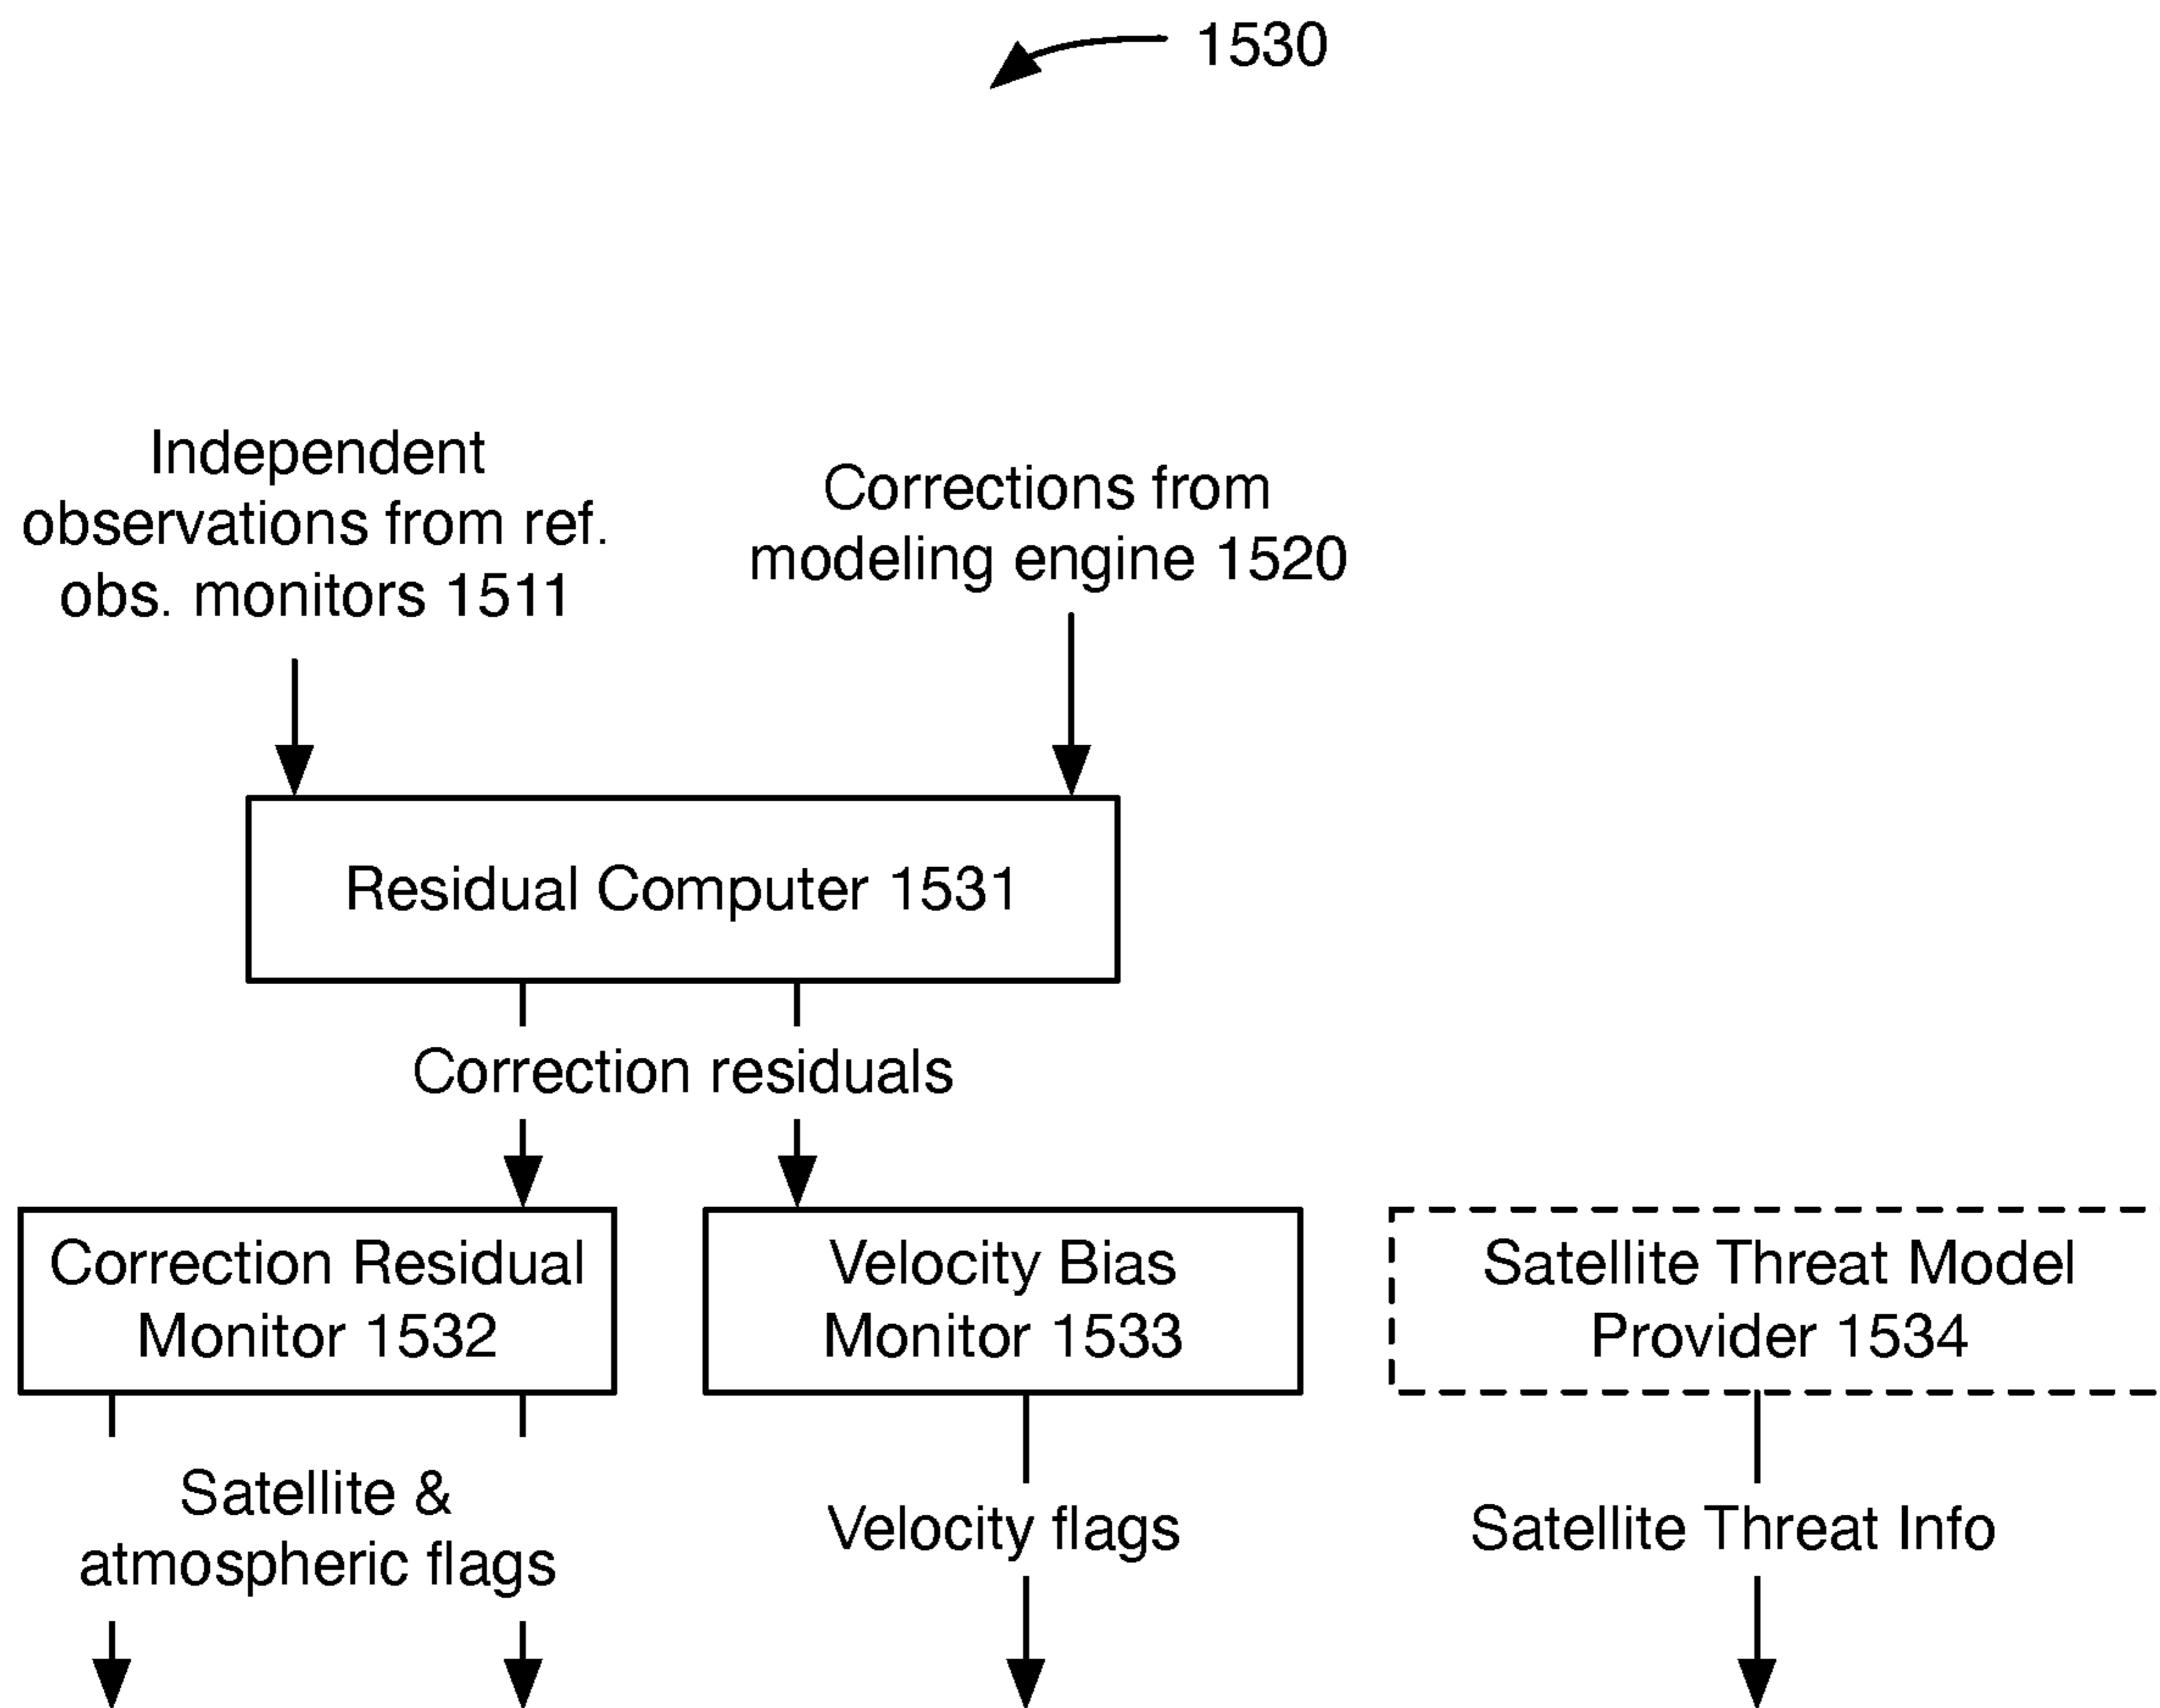 1530
Independent
observations from ref.
obs. monitors 1511
Corrections from
modeling engine 1520
Residual Computer 1531
Correction residuals
Correction Residual
Monitor 1532
Velocity Bias
Monitor 1533
Satellite Threat Model
Provider 1534
Satellite &
atmospheric flags
Velocity flags
Satellite Threat Info